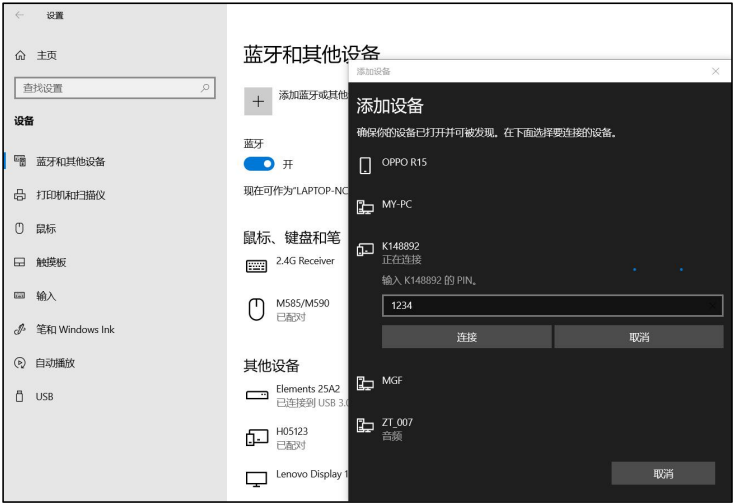 设置
主页
查找设置
设备
蓝牙和其他设备
打印机和扫描仪
鼠标
触摸板
输入
笔和 Windows Ink
自动播放
USB
蓝牙和其他设备
添加蓝牙或其他
蓝牙
开
现在可作为"LAPTOP-NC
鼠标、键盘和笔
2.4G Receiver
M585/M590
已配对
其他设备
Elements 25A2
已连接到 USB 3.0
H05123
已配对
Lenovo Display 1
添加设备
添加设备
确保你的设备已打开并可被发现。在下面选择要连接的设备。
OPPO R15
MY-PC
K148892
正在连接
输入 K148892 的 PIN。
1234
连接
取消
MGF
ZT_007
音频
取消